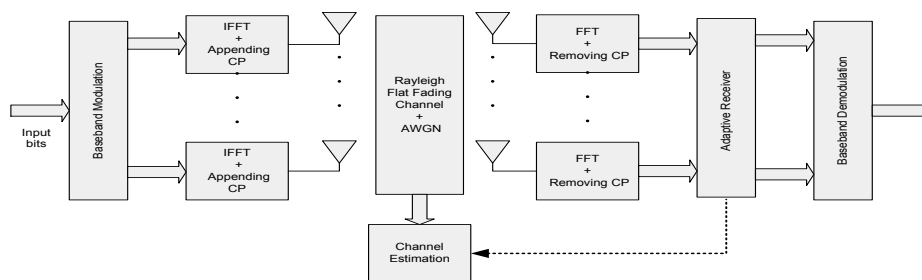 Input
bits
Baseband Modulation
IFFT
+
Appending
CP
IFFT
+
Appending
CP
Rayleigh
Flat Fading
Channel
+
AWGN
Channel
Estimation
FFT
+
Removing CP
FFT
+
Removing CP
Adaptive Receiver
Baseband Demodulation